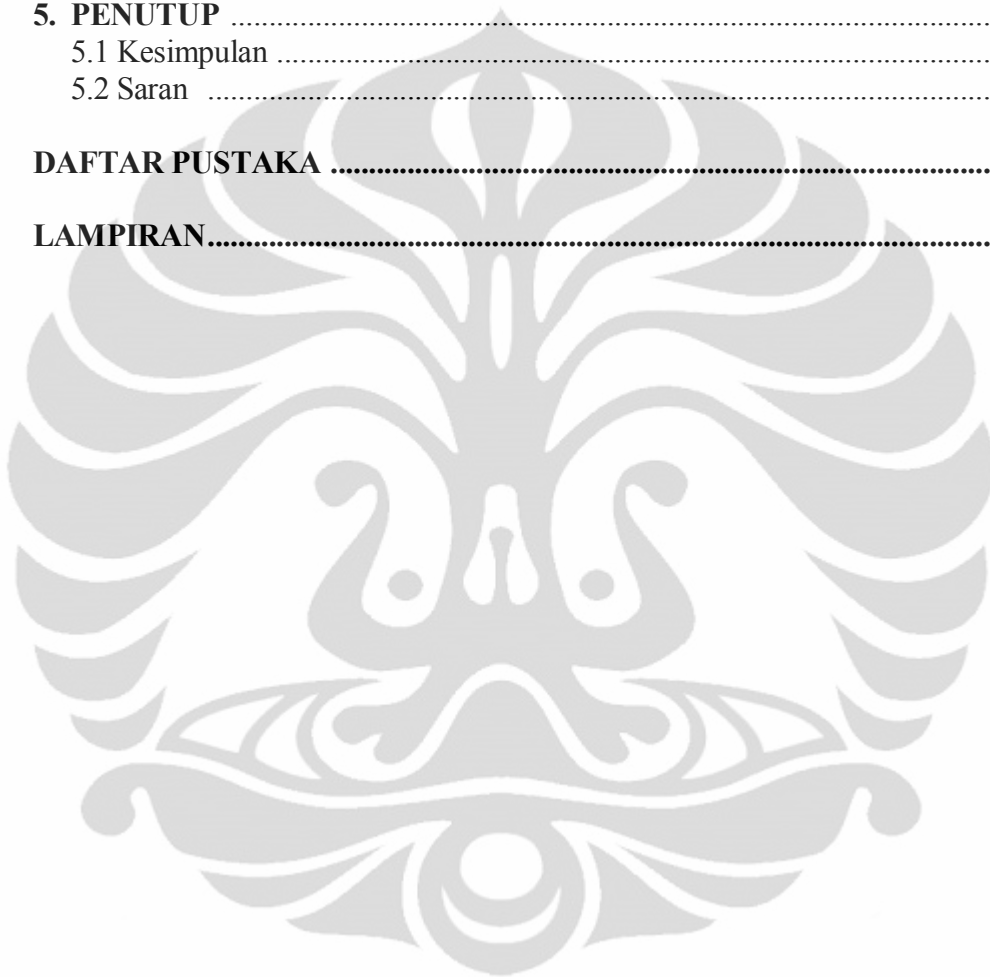 5. PENUTUP ........................................................................................................
5.1 Kesimpulan ..................................................................................................
5.2 Saran ........................................................................................................
DAFTAR PUSTAKA .............................................................................................
LAMPIRAN...........................................................................................................